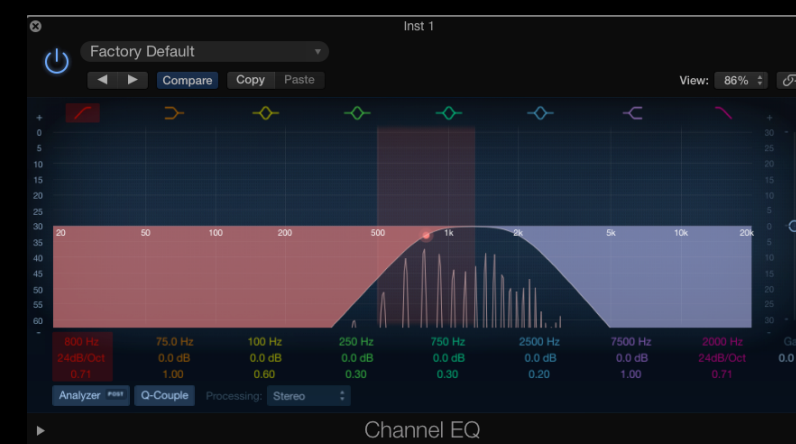 Inst 1
Factory Default
Compare Copy Paste View: 86%
+ +
0 30
5 25
10 20
15 15
20 10
25 5
30 20 50 100 200 500 1k 2k 5k 10k 20k 0
35 5
40 10
45 15
50 20
55 25
60 30
- -
800 Hz 75.0 Hz 100 Hz 250 Hz 750 Hz 2500 Hz 7500 Hz 2000 Hz Ga
24dB/Oct 0.0 dB 0.0 dB 0.0 dB 0.0 dB 0.0 dB 0.0 dB 24dB/Oct 0.0
0.71 1.00 0.60 0.30 0.30 0.20 1.00 0.71
Analyzer POST Q-Couple Processing: Stereo
Channel EQ